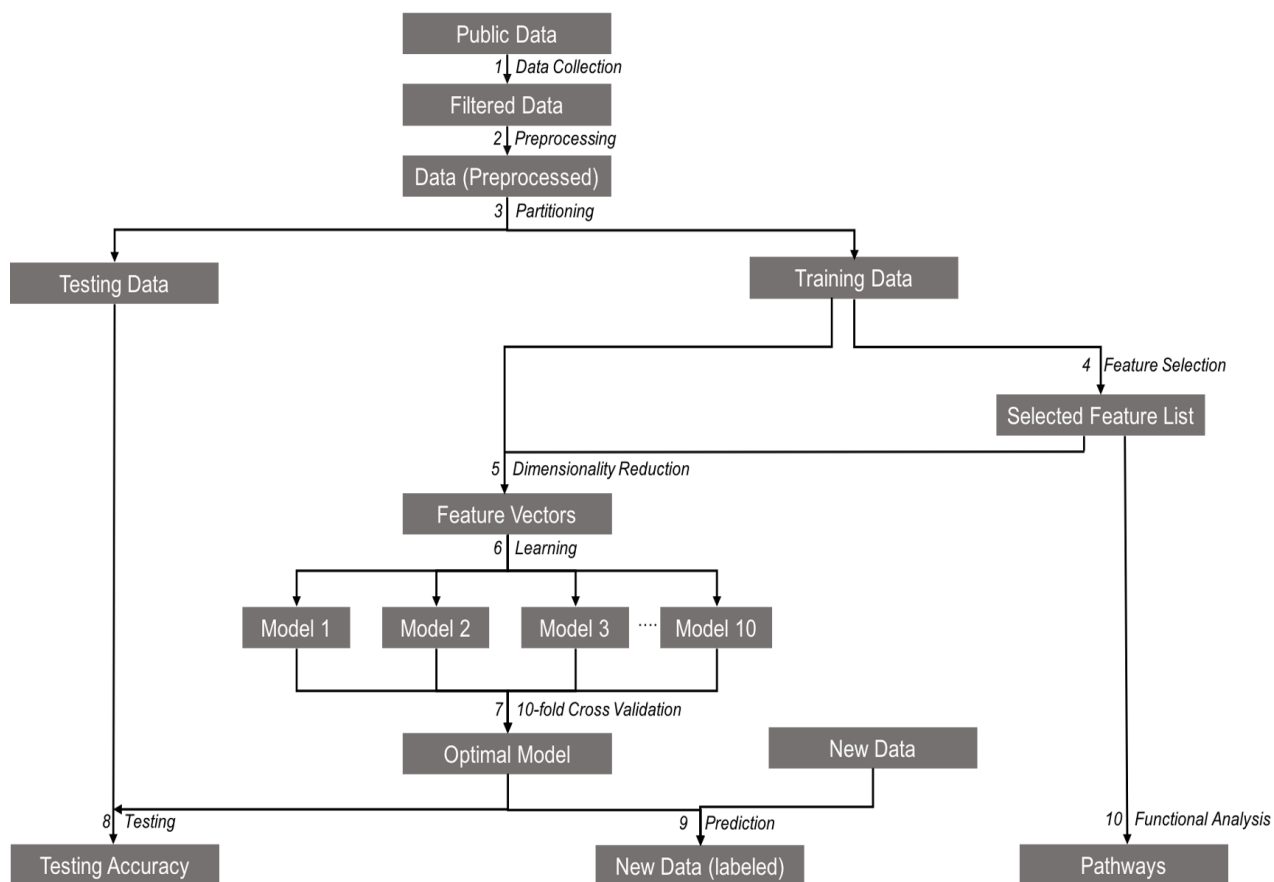 Public Data
1 Data Collection
Filtered Data
2 Preprocessing
Data (Preprocessed)
3 Partitioning
Testing Data
Training Data
4 Feature Selection
Selected Feature List
5 Dimensionality Reduction
Feature Vectors
6 Learning
Model 1 Model 2 Model 3 .... Model 10
7 10-fold Cross Validation
Optimal Model
New Data
8 Testing
9 Prediction
10 Functional Analysis
Testing Accuracy
New Data (labeled)
Pathways